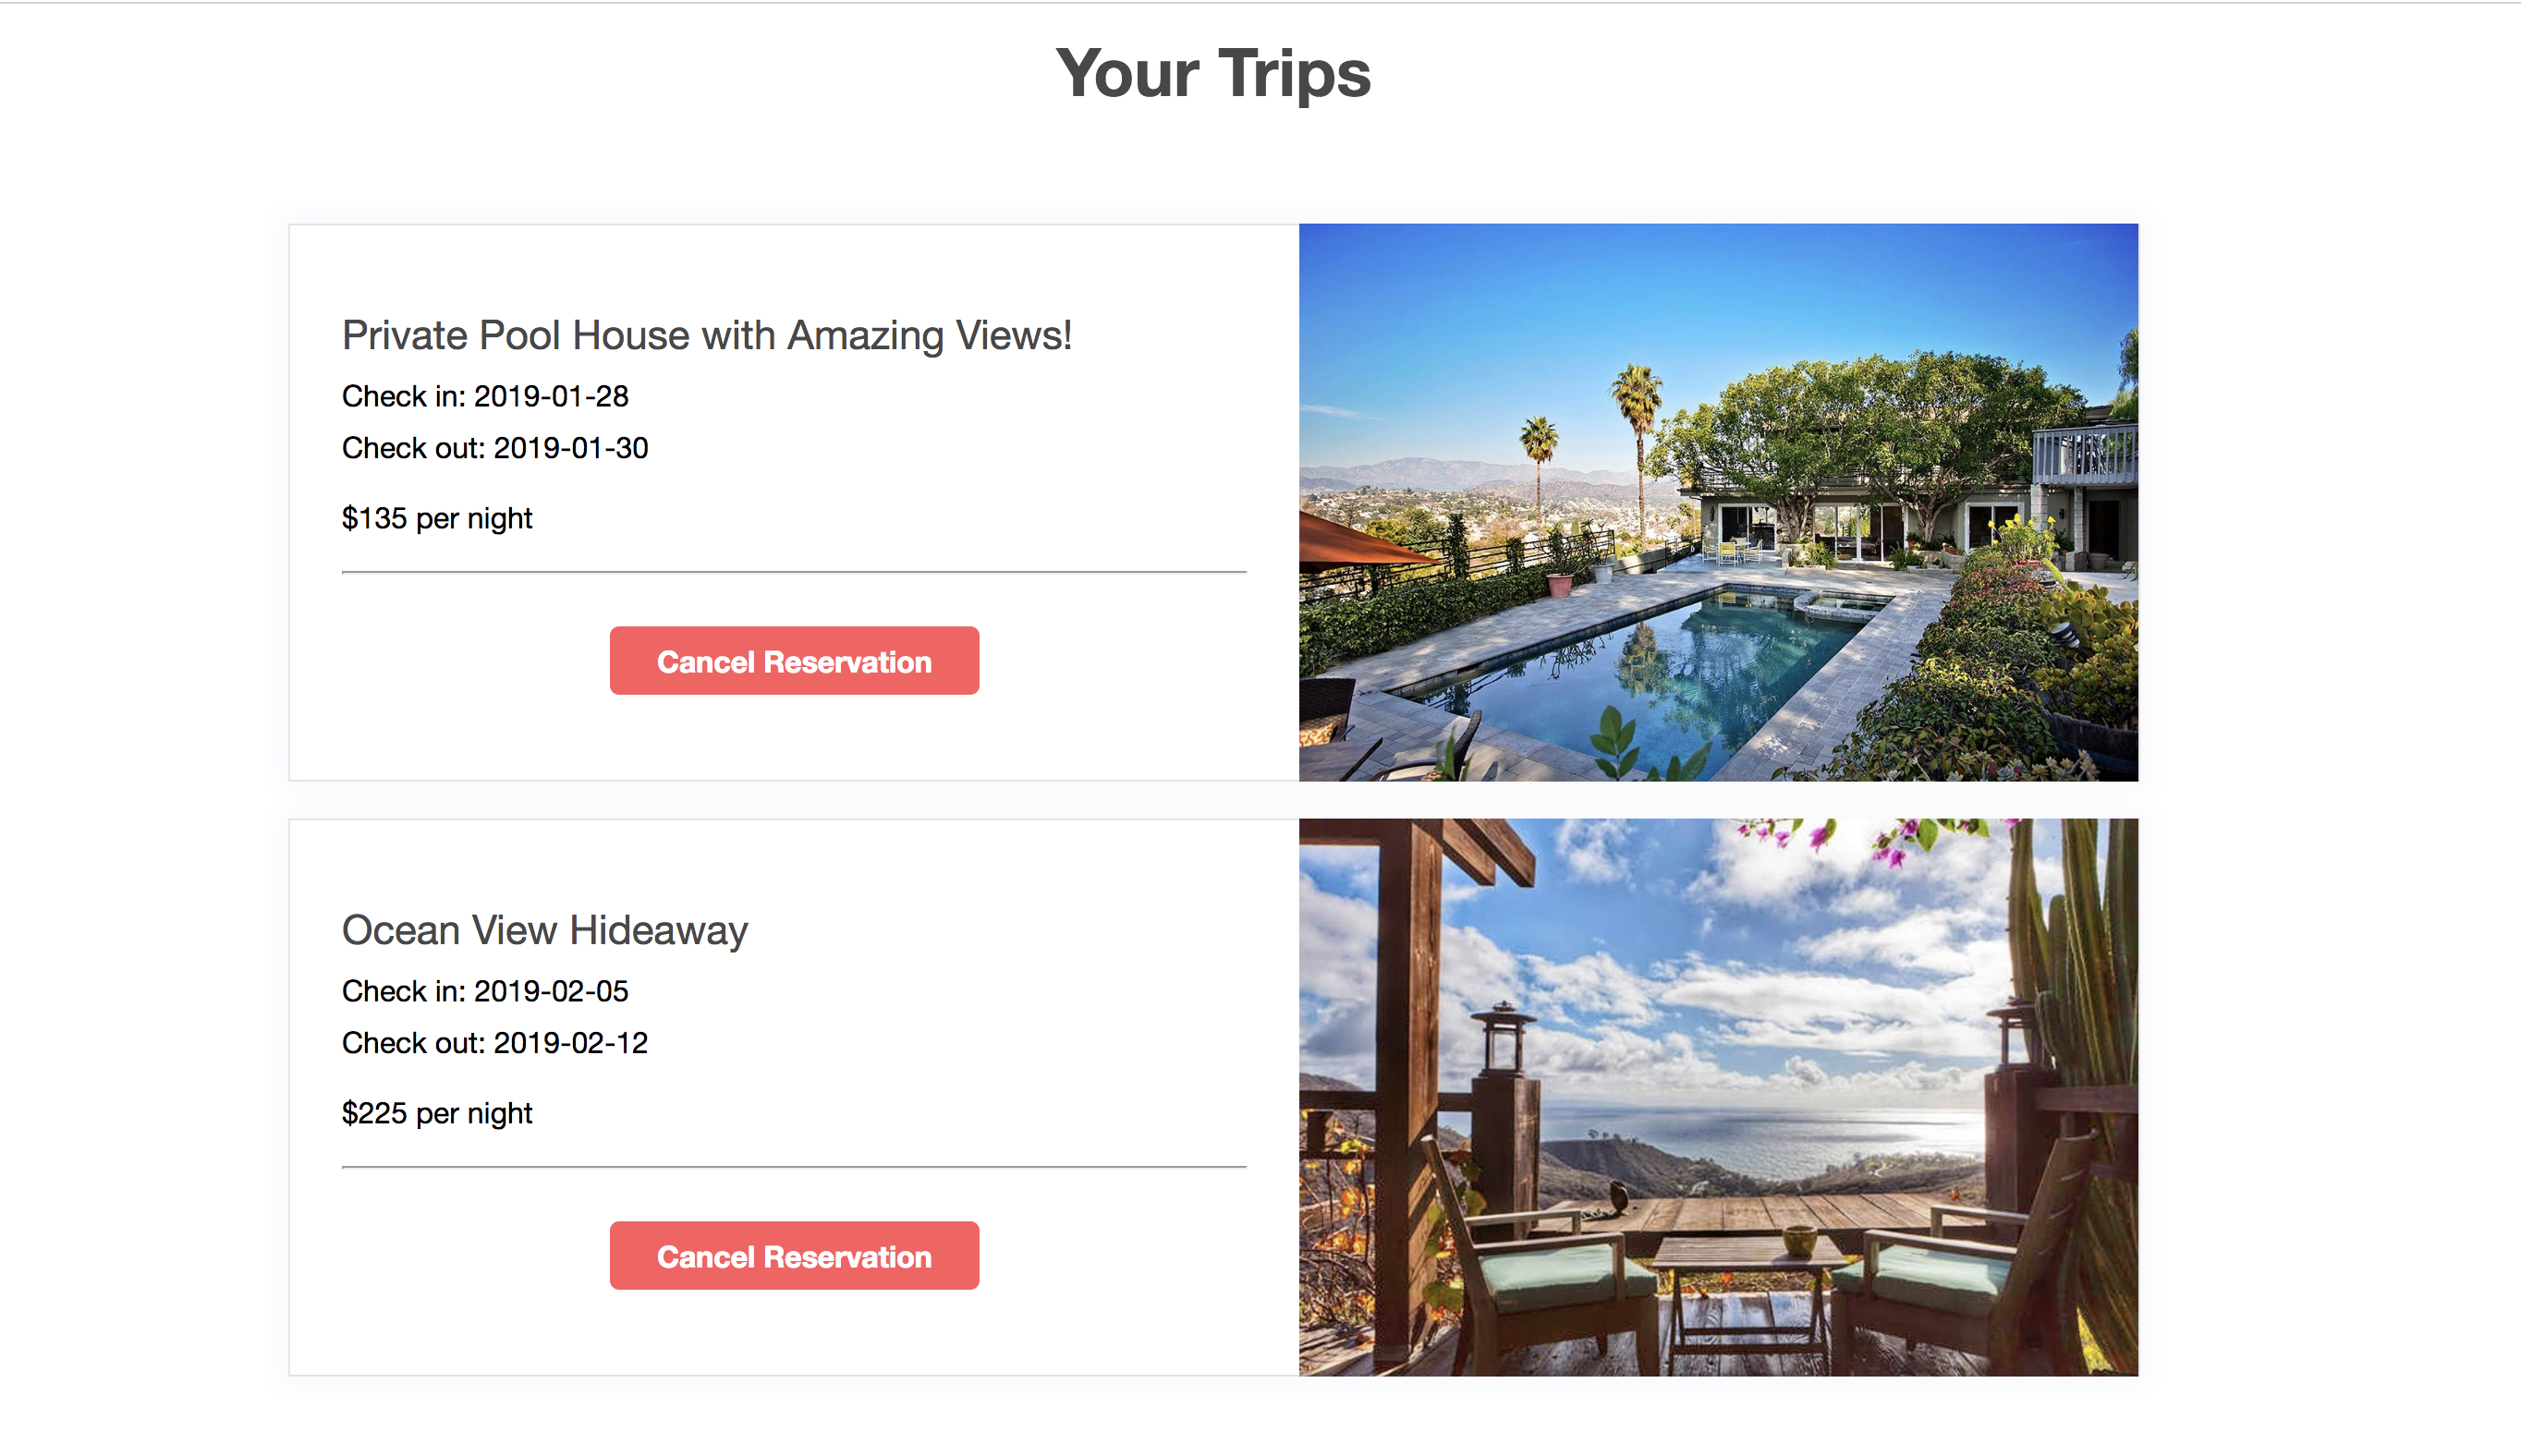 Your Trips
Private Pool House with Amazing Views!
Check in: 2019-01-28
Check out: 2019-01-30
$135 per night
Cancel Reservation
Ocean View Hideaway
Check in: 2019-02-05
Check out: 2019-02-12
$225 per night
Cancel Reservation